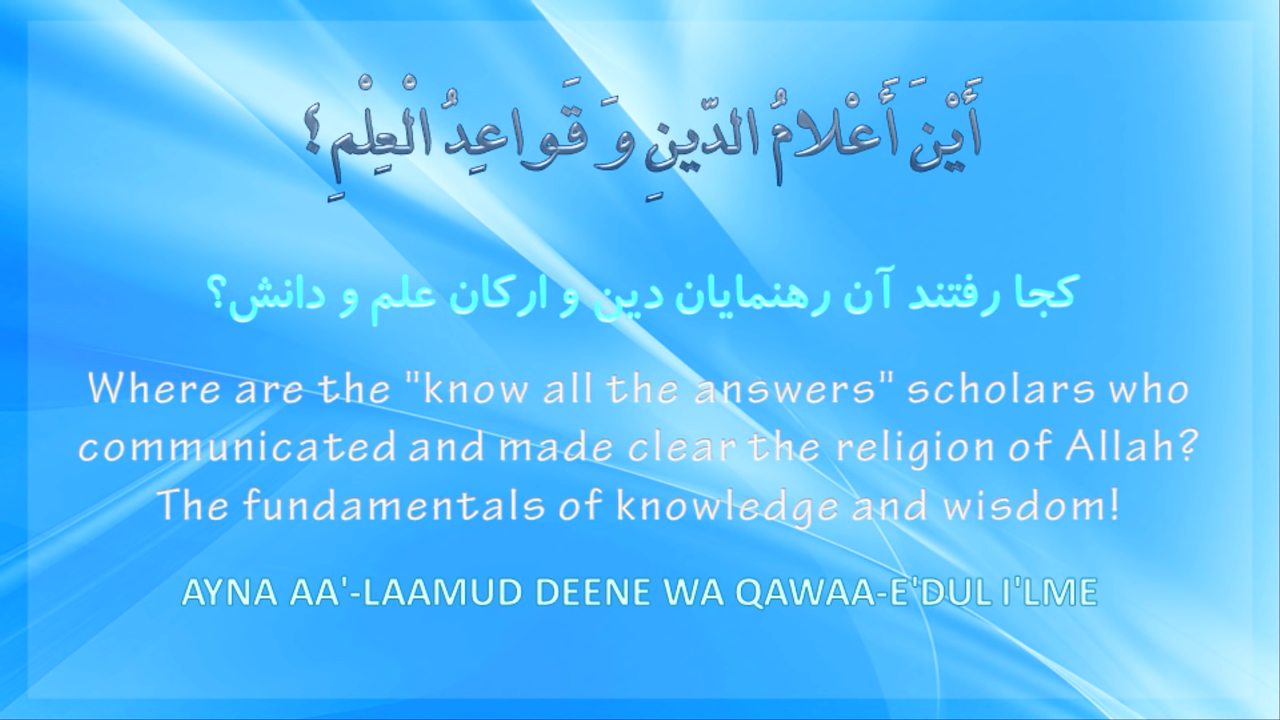 أَيْنَ أَعْلامُ الدّينِ وَ قَواعِدُ الْعِلْمِ؟
کجا رفتند آن رهنمایان دین و ارکان علم و دانش؟
Where are the "know all the answers" scholars who
communicated and made clear the religion of Allah?
The fundamentals of knowledge and wisdom!
AYNA AA'-LAAMUD DEENE WA QAWAA-E'DUL I'LME